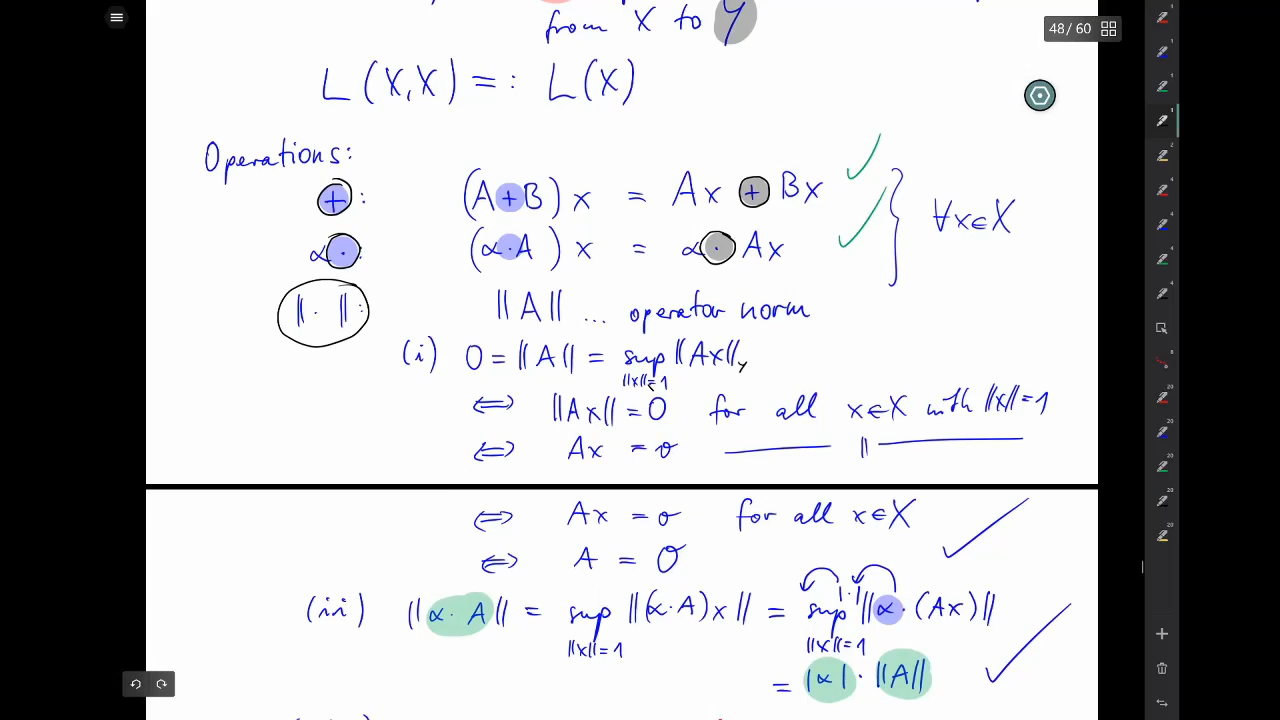 from X to Y
48/60
L(X,X) =: L(X)
Operations:
+: (A+B)x = Ax + Bx
α·: (α·A)x = α·Ax } ∀x∈X
‖·‖: ‖A‖ ... operator norm
(i) 0 = ‖A‖ = sup ‖Ax‖_Y
‖x‖=1
⇔ ‖Ax‖ = 0 for all x∈X with ‖x‖=1
⇔ Ax = 0 —— ‖ ——
⇔ Ax = 0 for all x∈X
⇔ A = O
(ii) ‖α·A‖ = sup ‖(α·A)x‖ = sup ‖α·(Ax)‖
‖x‖=1 ‖x‖=1
= |α|·‖A‖